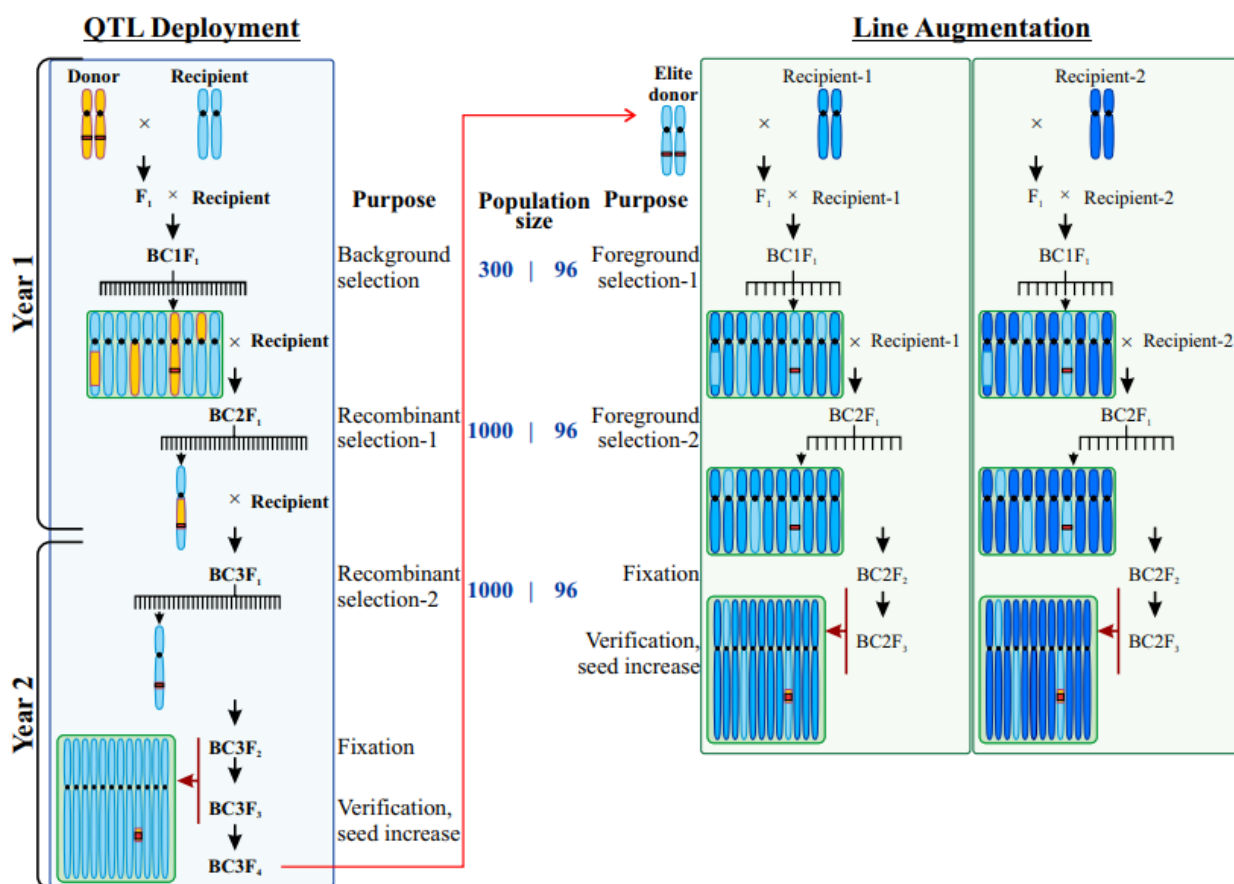 QTL Deployment
Line Augmentation
Year 1
Year 2
Donor
Recipient
×
F₁ × Recipient
BC1F₁
× Recipient
BC2F₁
× Recipient
BC3F₁
BC3F₂
BC3F₃
BC3F₄
Purpose
Background
selection
Recombinant
selection-1
Recombinant
selection-2
Fixation
Verification,
seed increase
Population
size
300 | 96
1000 | 96
1000 | 96
Purpose
Foreground
selection-1
Foreground
selection-2
Fixation
Verification,
seed increase
Elite
donor
Recipient-1
×
F₁ × Recipient-1
BC1F₁
× Recipient-1
BC2F₁
BC2F₂
BC2F₃
Recipient-2
×
F₁ × Recipient-2
BC1F₁
× Recipient-2
BC2F₁
BC2F₂
BC2F₃